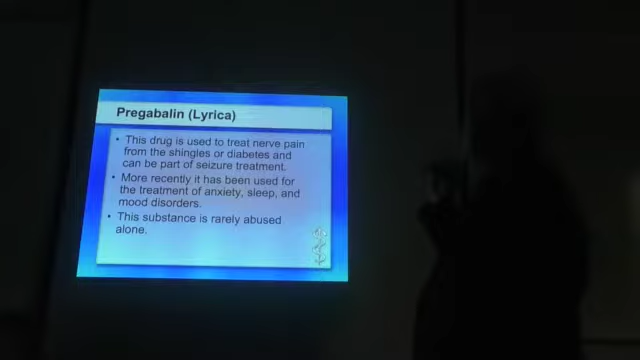 Pregabalin (Lyrica)
• This drug is used to treat nerve pain
from the shingles or diabetes and
can be part of seizure treatment.
• More recently it has been used for
the treatment of anxiety, sleep, and
mood disorders.
• This substance is rarely abused
alone.